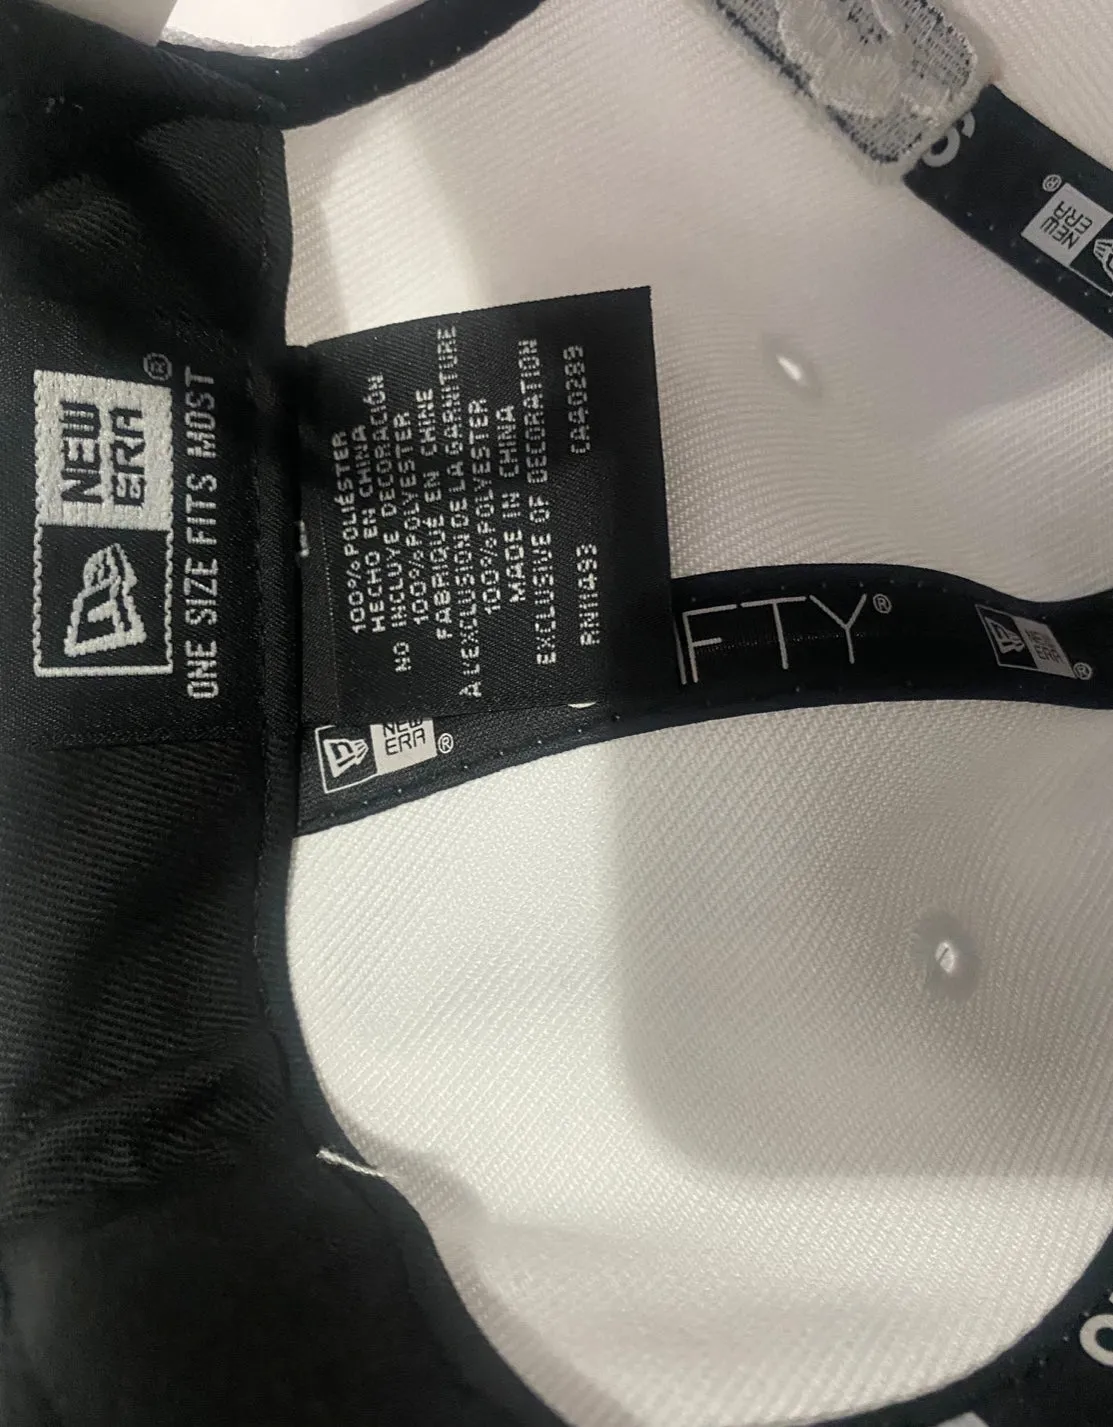 NEW
ERA
®
ONE SIZE FITS MOST
100% POLIÉSTER
HECHO EN CHINA
NO INCLUYE DECORACIÓN
100% POLYESTER
FABRIQUÉ EN CHINE
À L'EXCLUSION DE LA GARNITURE
100% POLYESTER
MADE IN CHINA
EXCLUSIVE OF DECORATION
RN11493 CA40289
NEW
ERA
®
FTY®
NEW
ERA
®
S
NEW
ERA
®